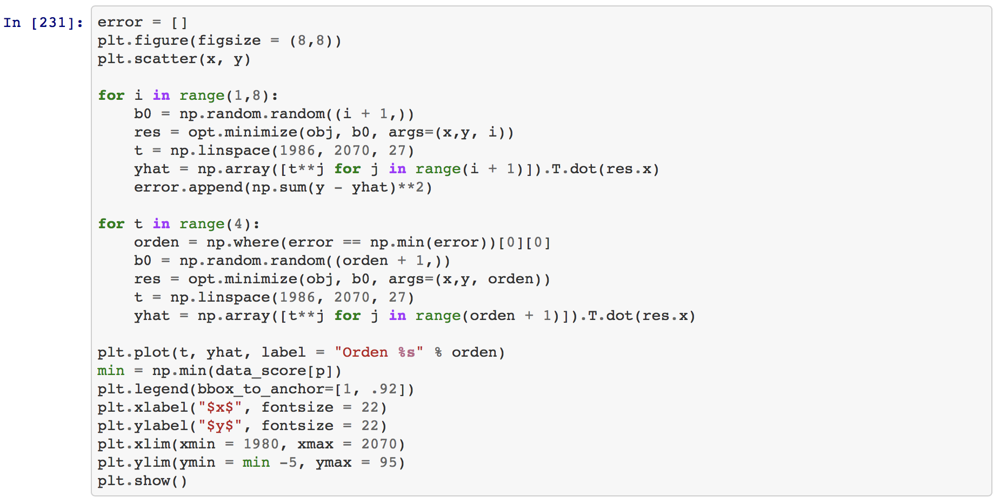 In [231]: error = []
plt.figure(figsize = (8,8))
plt.scatter(x, y)

for i in range(1,8):
    b0 = np.random.random((i + 1,))
    res = opt.minimize(obj, b0, args=(x,y, i))
    t = np.linspace(1986, 2070, 27)
    yhat = np.array([t**j for j in range(i + 1)]).T.dot(res.x)
    error.append(np.sum(y - yhat)**2)

for t in range(4):
    orden = np.where(error == np.min(error))[0][0]
    b0 = np.random.random((orden + 1,))
    res = opt.minimize(obj, b0, args=(x,y, orden))
    t = np.linspace(1986, 2070, 27)
    yhat = np.array([t**j for j in range(orden + 1)]).T.dot(res.x)

plt.plot(t, yhat, label = "Orden %s" % orden)
min = np.min(data_score[p])
plt.legend(bbox_to_anchor=[1, .92])
plt.xlabel("$x$", fontsize = 22)
plt.ylabel("$y$", fontsize = 22)
plt.xlim(xmin = 1980, xmax = 2070)
plt.ylim(ymin = min -5, ymax = 95)
plt.show()